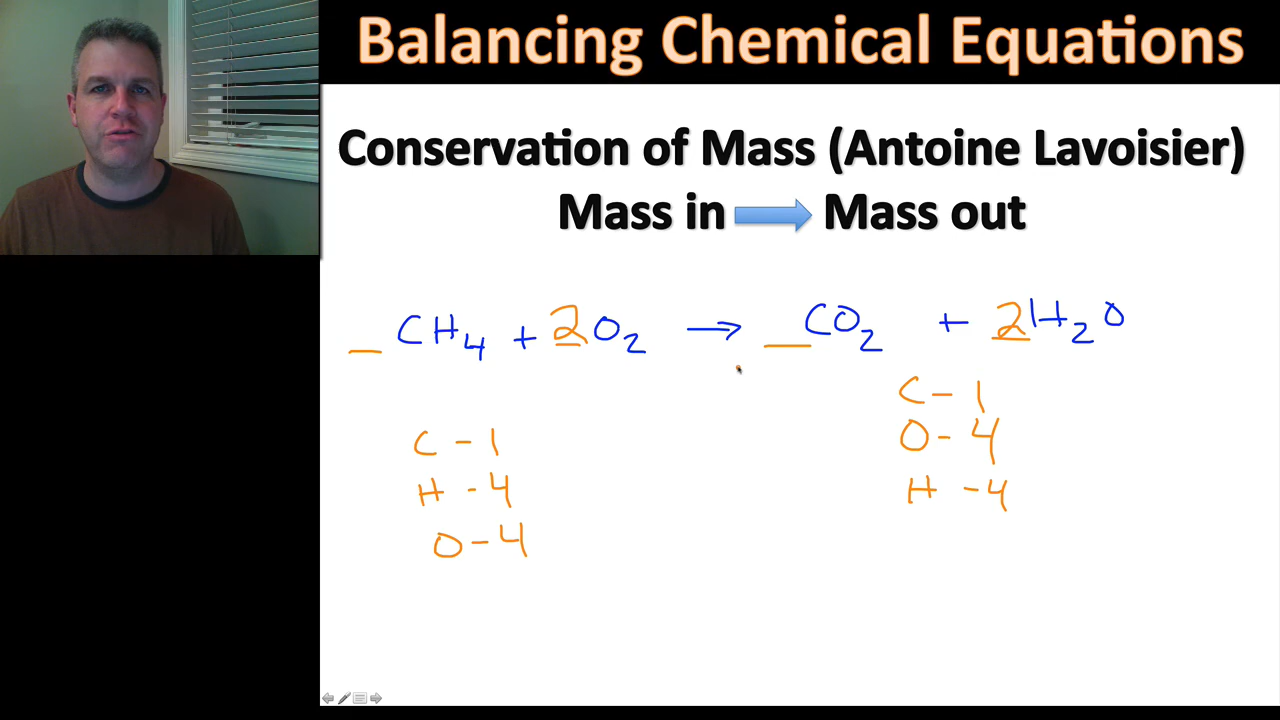 Balancing Chemical Equations
Conservation of Mass (Antoine Lavoisier)
Mass in → Mass out
_ CH₄ + 2O₂ → _ CO₂ + 2H₂O
C - 1
H - 4
O - 4
C - 1
O - 4
H - 4